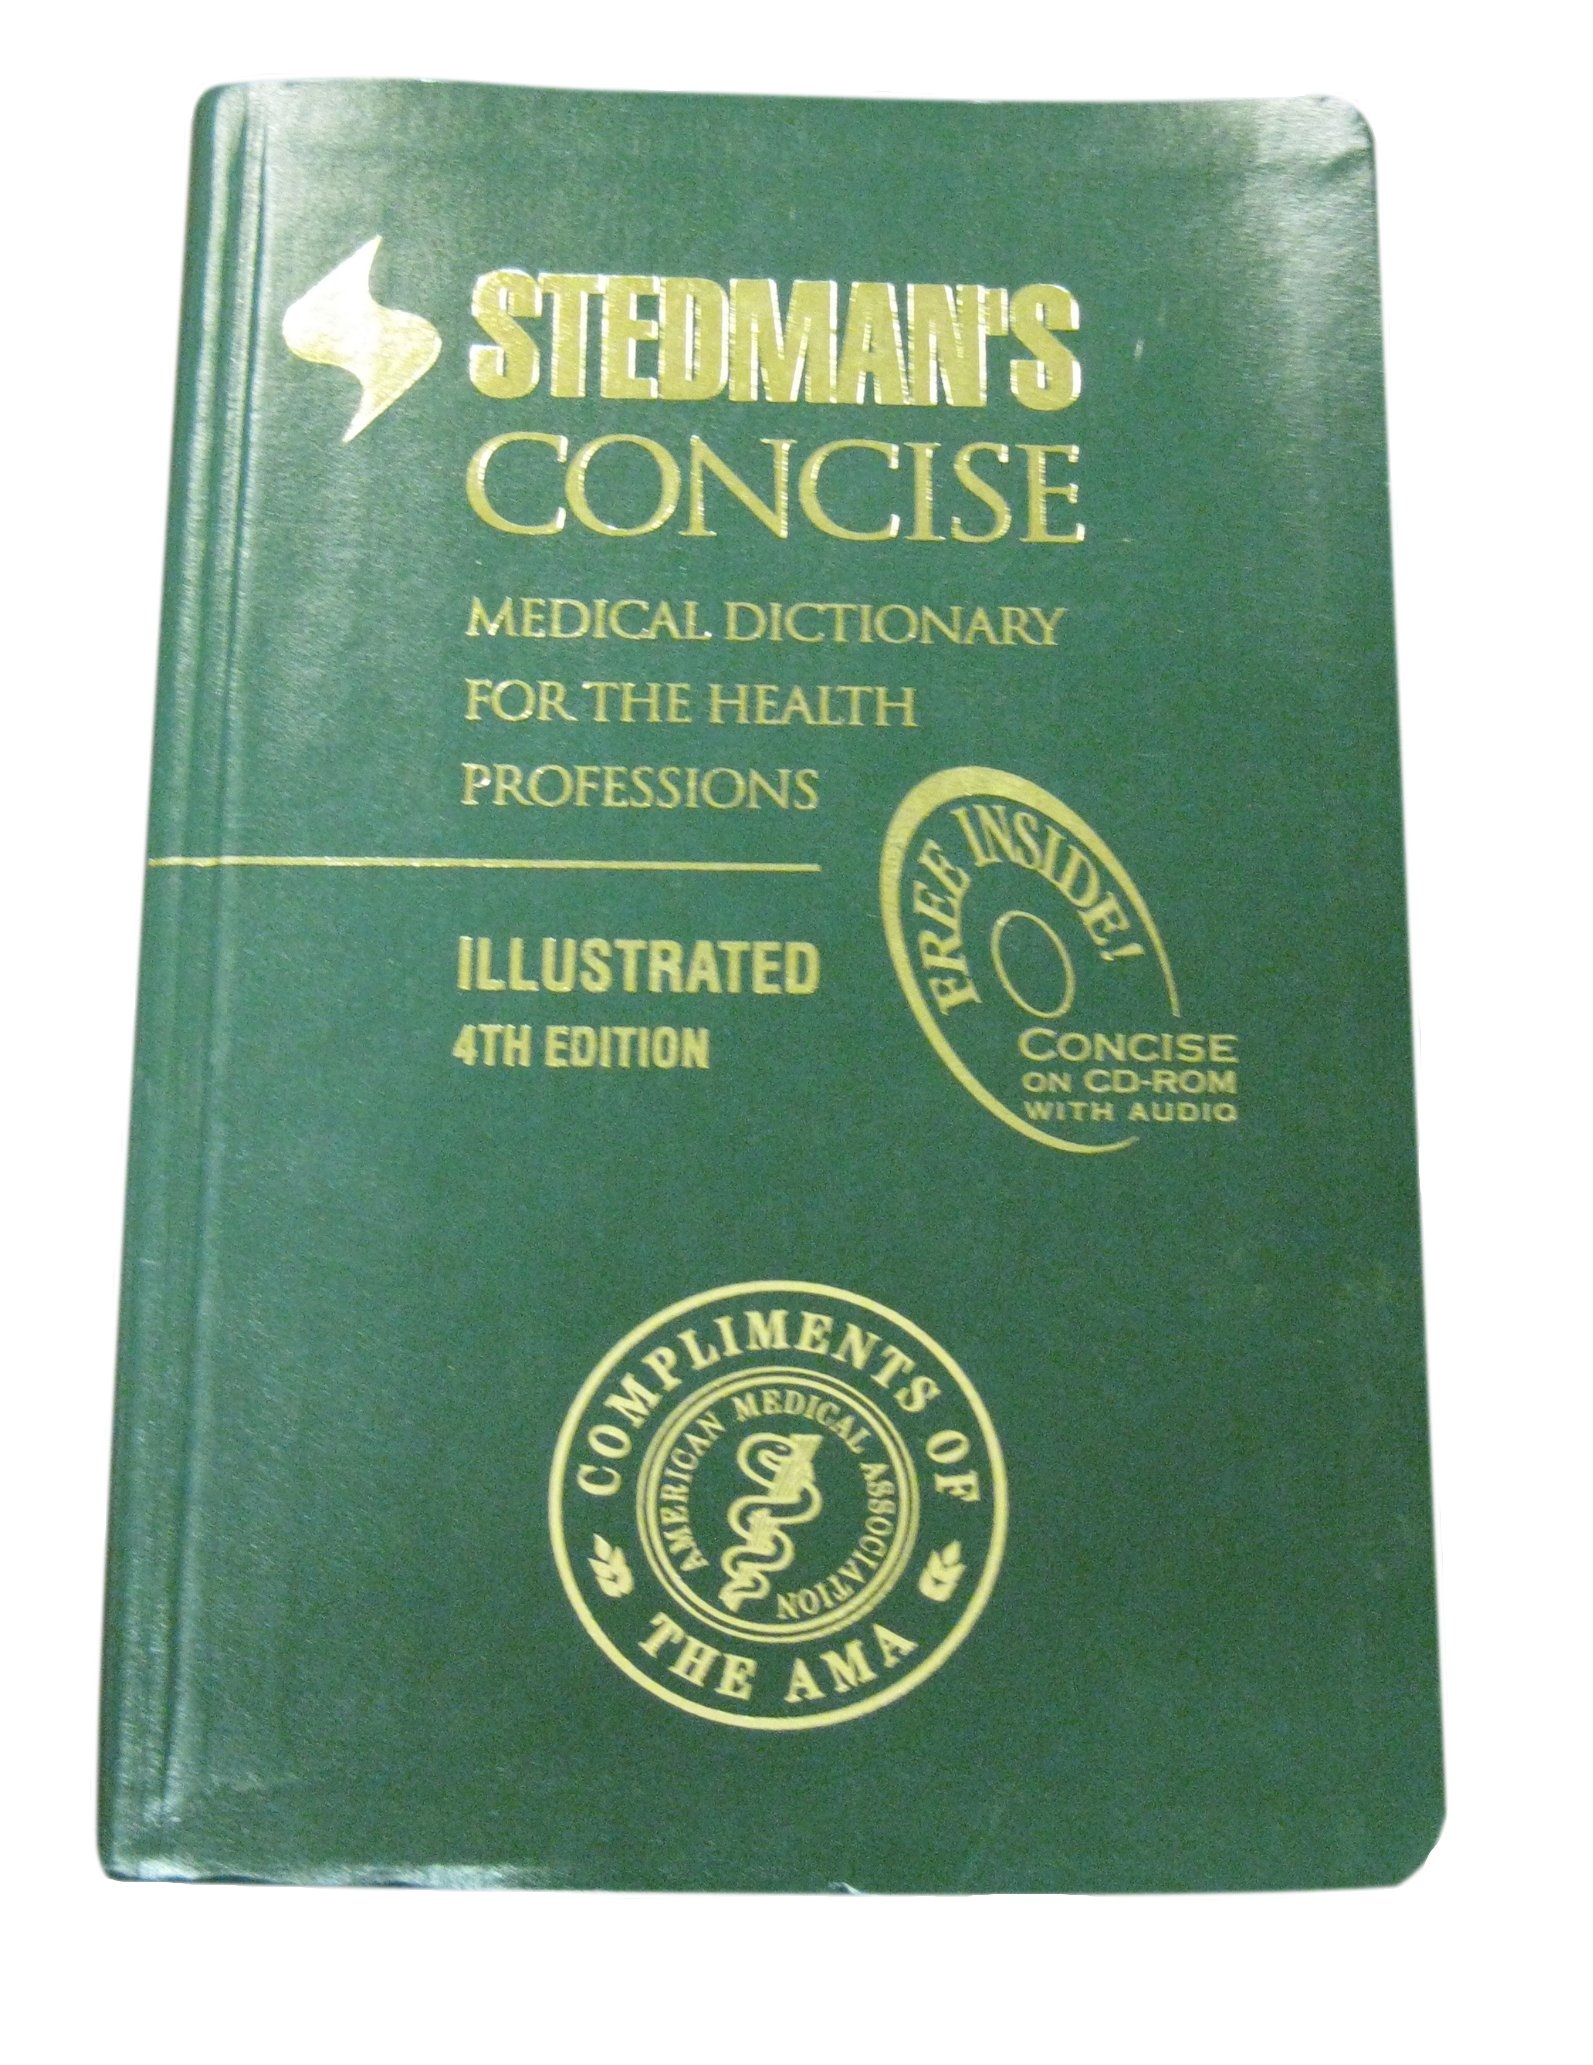 STEDMAN'S
CONCISE
MEDICAL DICTIONARY
FOR THE HEALTH
PROFESSIONS
FREE INSIDE!
CONCISE
ON CD-ROM
WITH AUDIO
ILLUSTRATED
4TH EDITION
COMPLIMENTS OF
THE AMA
AMERICAN MEDICAL ASSOCIATION